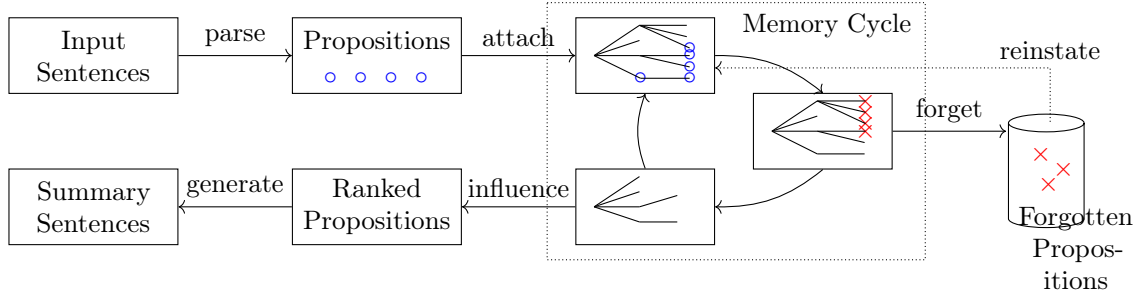 Input
Sentences
parse
Propositions
attach
Memory Cycle
reinstate
forget
Summary
Sentences
generate
Ranked
Propositions
influence
Forgotten
Propos-
itions